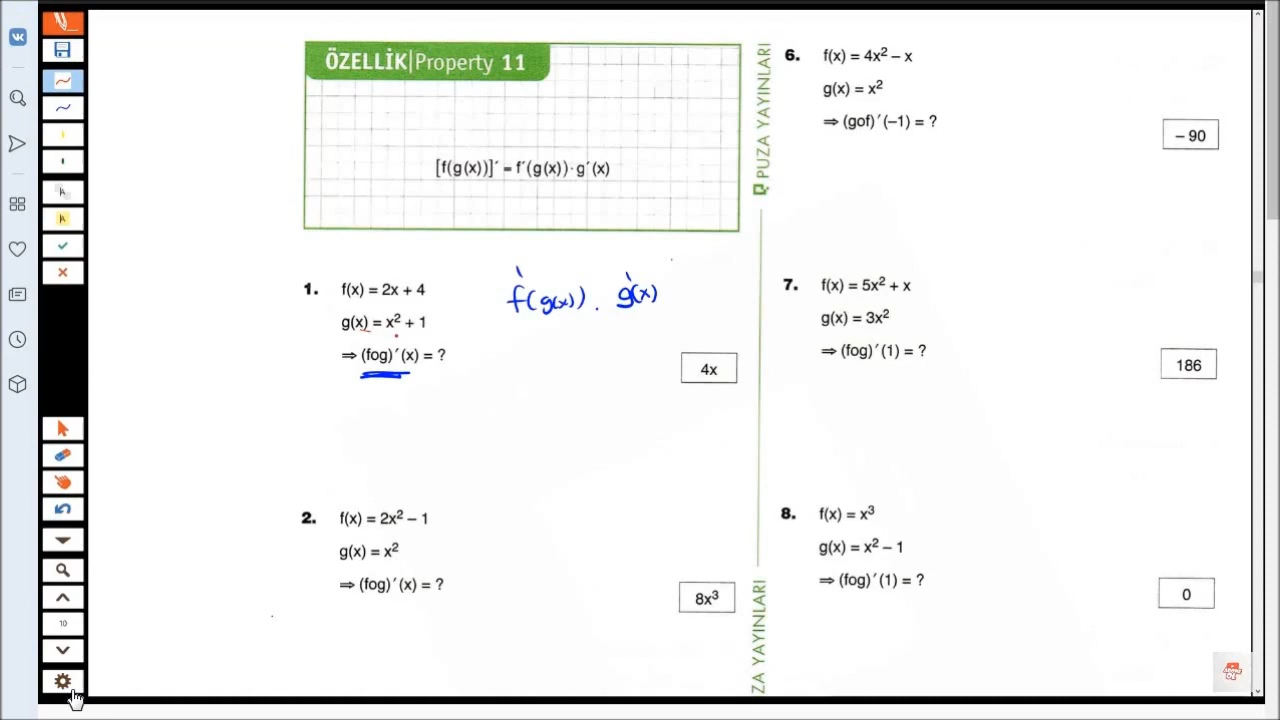 ÖZELLİK|Property 11
[f(g(x))]´ = f´(g(x))·g´(x)
1. f(x) = 2x + 4
g(x) = x² + 1
⇒ (fog)´(x) = ?
4x
f'(g(x)) . g'(x)
2. f(x) = 2x² – 1
g(x) = x²
⇒ (fog)´(x) = ?
8x³
PUZA YAYINLARI
ZA YAYINLARI
6. f(x) = 4x² – x
g(x) = x²
⇒ (gof)´(–1) = ?
– 90
7. f(x) = 5x² + x
g(x) = 3x²
⇒ (fog)´(1) = ?
186
8. f(x) = x³
g(x) = x² – 1
⇒ (fog)´(1) = ?
0
10